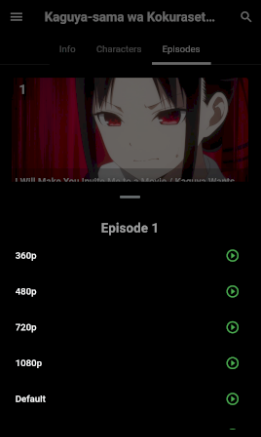 Kaguya-sama wa Kokuraset...
Info Characters Episodes
1
I Will Make You Invite Me to a Movie / Kaguya Wants
Episode 1
360p
480p
720p
1080p
Default